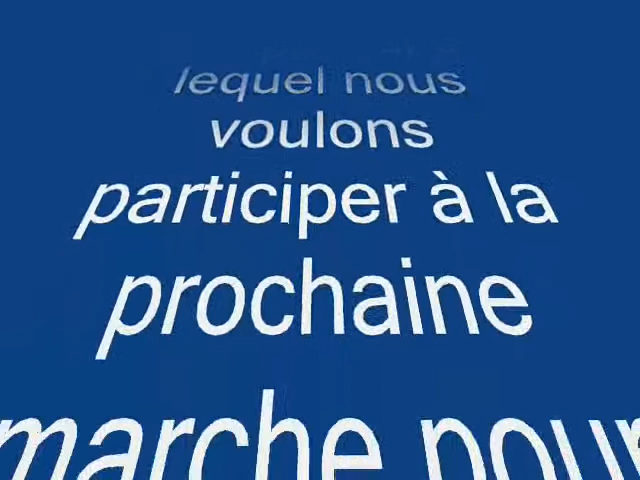 lequel nous
voulons
participer à la
prochaine
marche pour